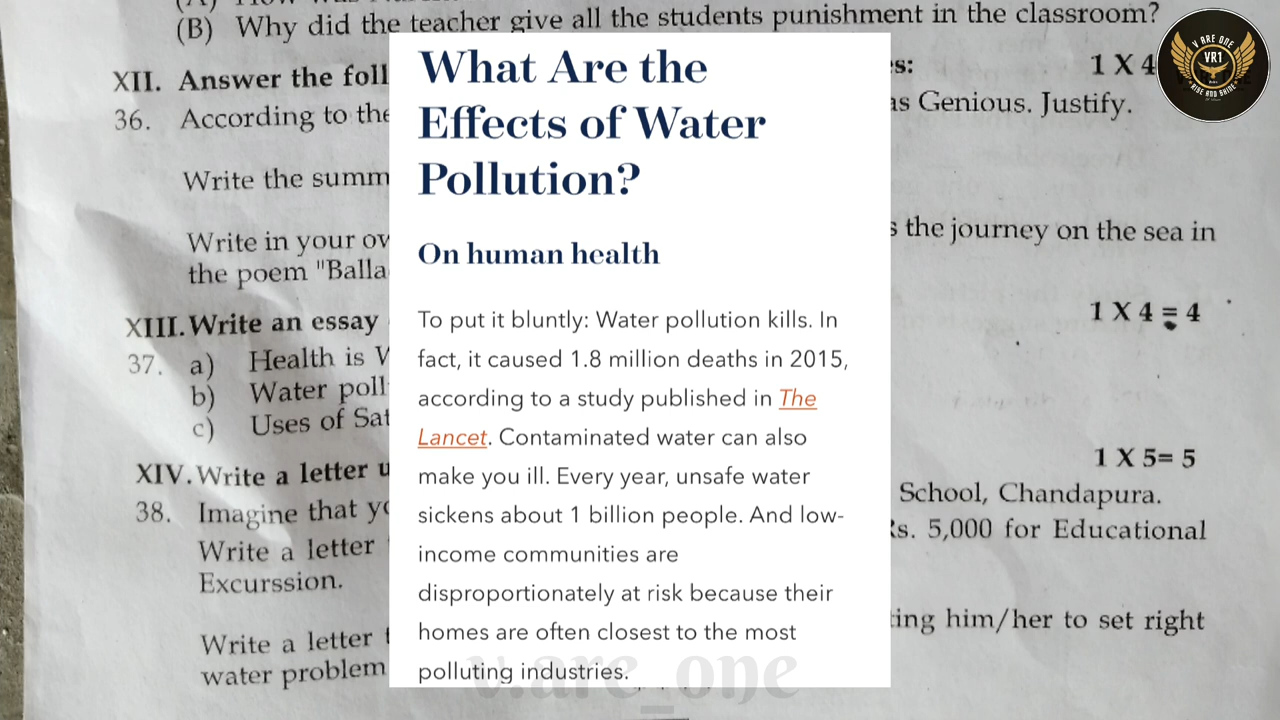 (B) Why did the teacher give all the students punishment in the classroom?
XII. Answer the foll
s: 1 X 4
36. According to the
as Genious. Justify.
Write the summ
Write in your ov
s the journey on the sea in
the poem "Balla
XIII. Write an essay
1 X 4 = 4
37. a) Health is W
b) Water poll
c) Uses of Sat
XIV. Write a letter u
1 X 5= 5
38. Imagine that yo
School, Chandapura.
Write a letter
Rs. 5,000 for Educational
Excurssion.
Write a letter t
ting him/her to set right
water problem
What Are the
Effects of Water
Pollution?
On human health
To put it bluntly: Water pollution kills. In
fact, it caused 1.8 million deaths in 2015,
according to a study published in The
Lancet. Contaminated water can also
make you ill. Every year, unsafe water
sickens about 1 billion people. And low-
income communities are
disproportionately at risk because their
homes are often closest to the most
polluting industries.
v.are_one
V ARE ONE
VR1
RISE AND SHINE